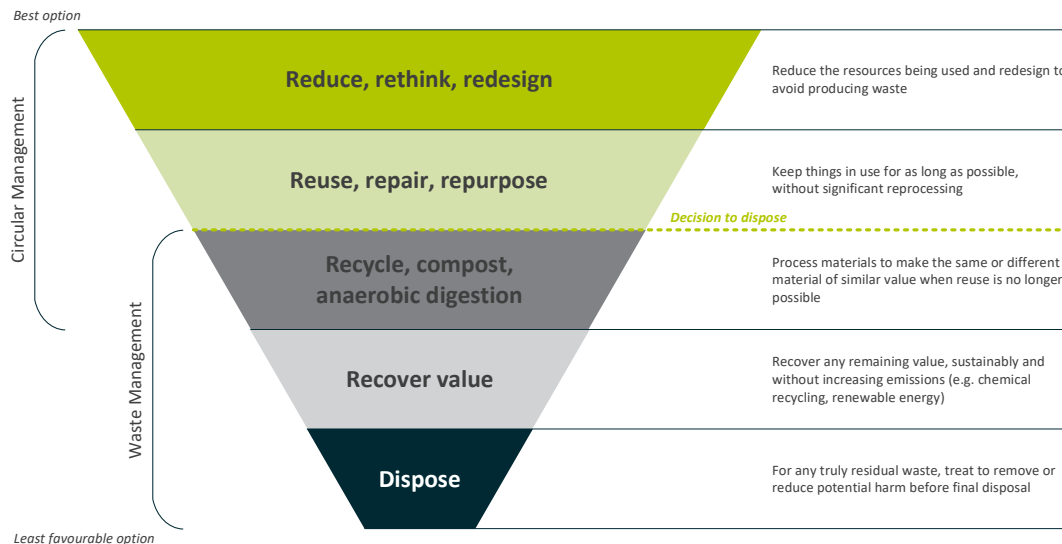 Best option
Circular Management
Waste Management
Reduce, rethink, redesign
Reduce the resources being used and redesign to
avoid producing waste
Reuse, repair, repurpose
Keep things in use for as long as possible,
without significant reprocessing
Decision to dispose
Recycle, compost,
anaerobic digestion
Process materials to make the same or different
material of similar value when reuse is no longer
possible
Recover value
Recover any remaining value, sustainably and
without increasing emissions (e.g. chemical
recycling, renewable energy)
Dispose
For any truly residual waste, treat to remove or
reduce potential harm before final disposal
Least favourable option